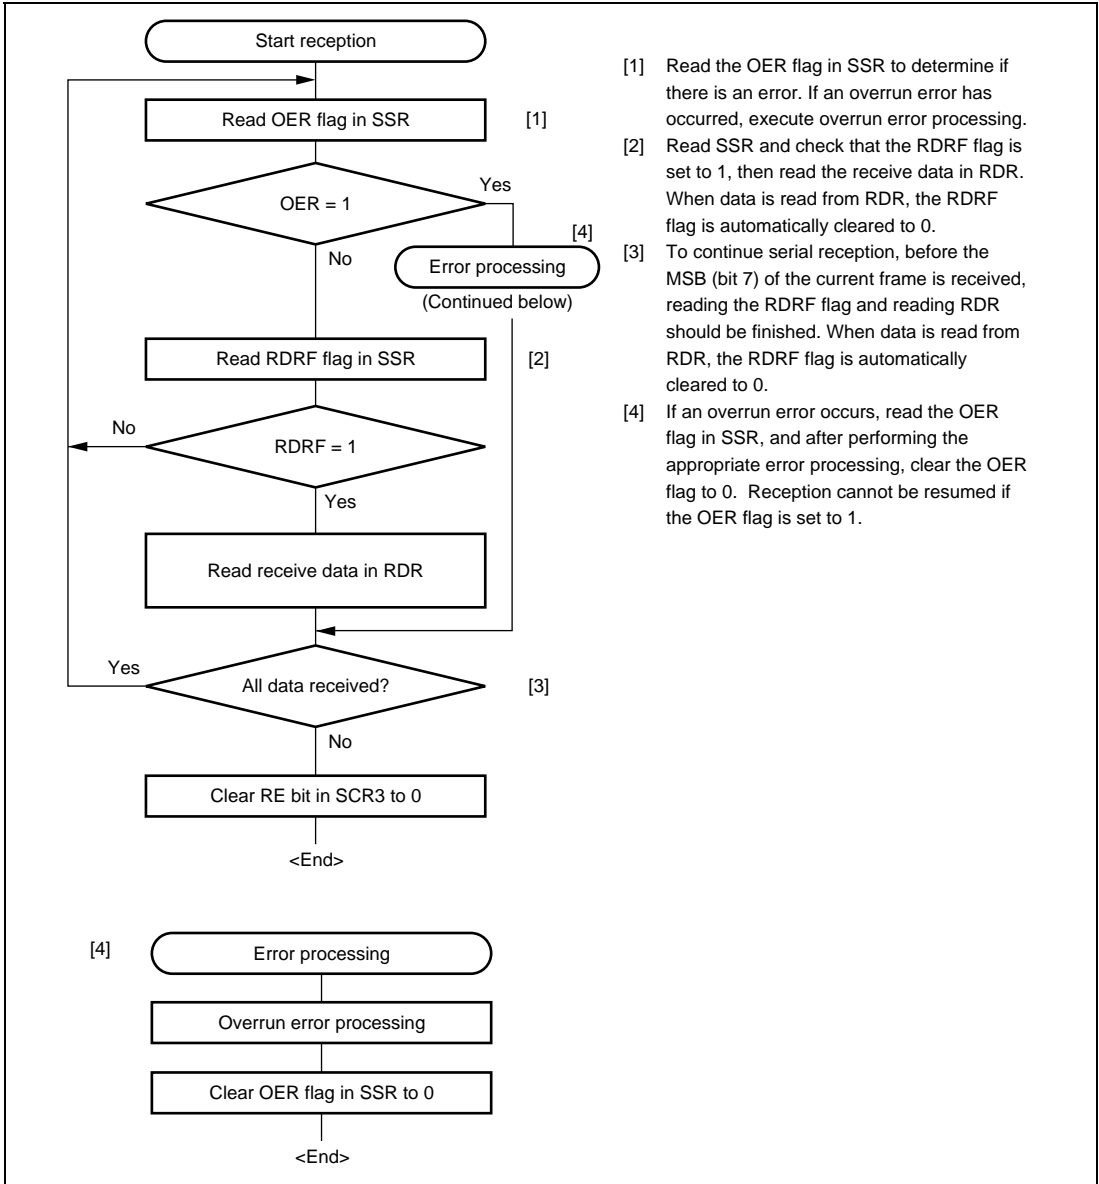 Start reception
Read OER flag in SSR
[1]
OER = 1
Yes
No
[4]
Error processing
(Continued below)
Read RDRF flag in SSR
[2]
RDRF = 1
No
Yes
Read receive data in RDR
All data received?
[3]
Yes
No
Clear RE bit in SCR3 to 0
<End>
[4]
Error processing
Overrun error processing
Clear OER flag in SSR to 0
<End>
[1] Read the OER flag in SSR to determine if
there is an error. If an overrun error has
occurred, execute overrun error processing.
[2] Read SSR and check that the RDRF flag is
set to 1, then read the receive data in RDR.
When data is read from RDR, the RDRF
flag is automatically cleared to 0.
[3] To continue serial reception, before the
MSB (bit 7) of the current frame is received,
reading the RDRF flag and reading RDR
should be finished. When data is read from
RDR, the RDRF flag is automatically
cleared to 0.
[4] If an overrun error occurs, read the OER
flag in SSR, and after performing the
appropriate error processing, clear the OER
flag to 0.  Reception cannot be resumed if
the OER flag is set to 1.